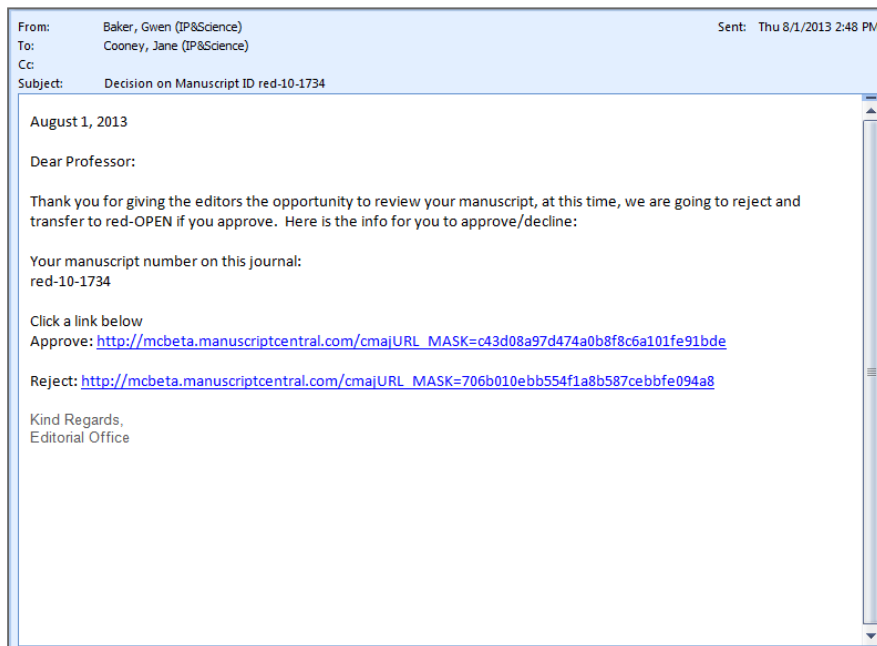 From: Baker, Gwen (IP&Science) Sent: Thu 8/1/2013 2:48 PM
To: Cooney, Jane (IP&Science)
Cc:
Subject: Decision on Manuscript ID red-10-1734
August 1, 2013
Dear Professor:
Thank you for giving the editors the opportunity to review your manuscript, at this time, we are going to reject and
transfer to red-OPEN if you approve.  Here is the info for you to approve/decline:
Your manuscript number on this journal:
red-10-1734
Click a link below
Approve: http://mcbeta.manuscriptcentral.com/cmajURL_MASK=c43d08a97d474a0b8f8c6a101fe91bde
Reject: http://mcbeta.manuscriptcentral.com/cmajURL_MASK=706b010ebb554f1a8b587cebbfe094a8
Kind Regards,
Editorial Office